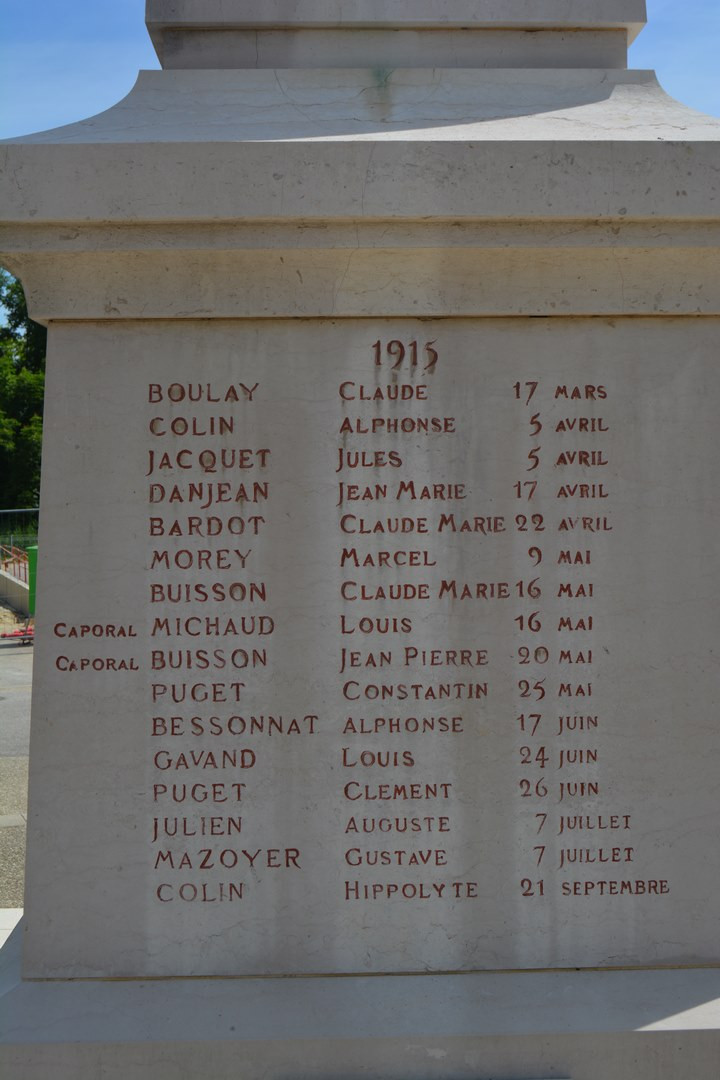 1915
BOULAY CLAUDE 17 MARS
COLIN ALPHONSE 5 AVRIL
JACQUET JULES 5 AVRIL
DANJEAN JEAN MARIE 17 AVRIL
BARDOT CLAUDE MARIE 22 AVRIL
MOREY MARCEL 9 MAI
BUISSON CLAUDE MARIE 16 MAI
CAPORAL MICHAUD LOUIS 16 MAI
CAPORAL BUISSON JEAN PIERRE 20 MAI
PUGET CONSTANTIN 25 MAI
BESSONNAT ALPHONSE 17 JUIN
GAVAND LOUIS 24 JUIN
PUGET CLEMENT 26 JUIN
JULIEN AUGUSTE 7 JUILLET
MAZOYER GUSTAVE 7 JUILLET
COLIN HIPPOLYTE 21 SEPTEMBRE